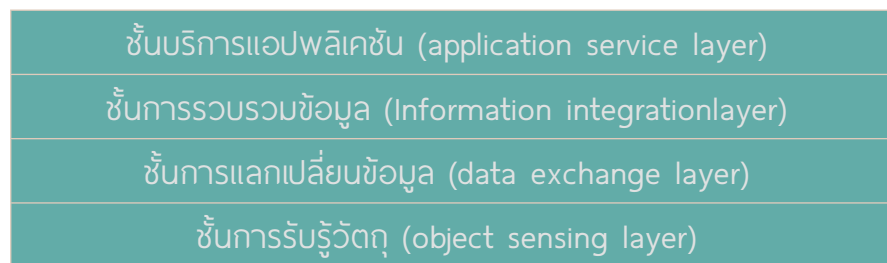 ชั้นบริการแอปพลิเคชัน (application service layer)
ชั้นการรวบรวมข้อมูล (Information integrationlayer)
ชั้นการแลกเปลี่ยนข้อมูล (data exchange layer)
ชั้นการรับรู้วัตถุ (object sensing layer)